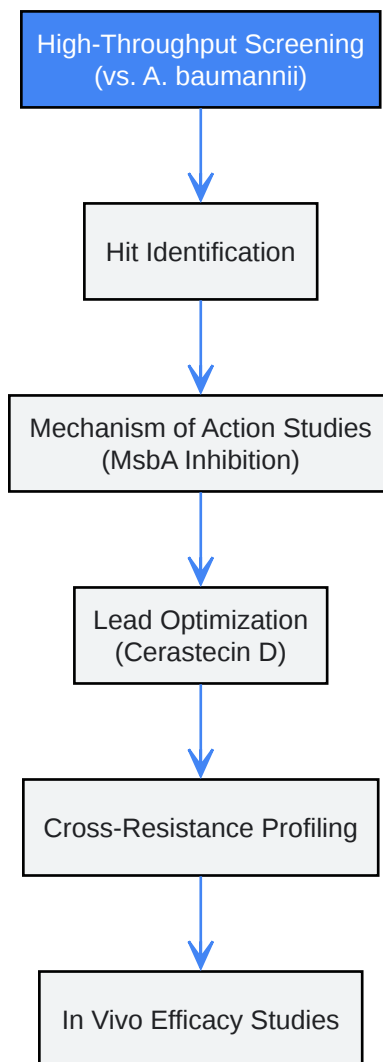 High-Throughput Screening
(vs. A. baumannii)
Hit Identification
Mechanism of Action Studies
(MsbA Inhibition)
Lead Optimization
(Cerastecin D)
Cross-Resistance Profiling
In Vivo Efficacy Studies